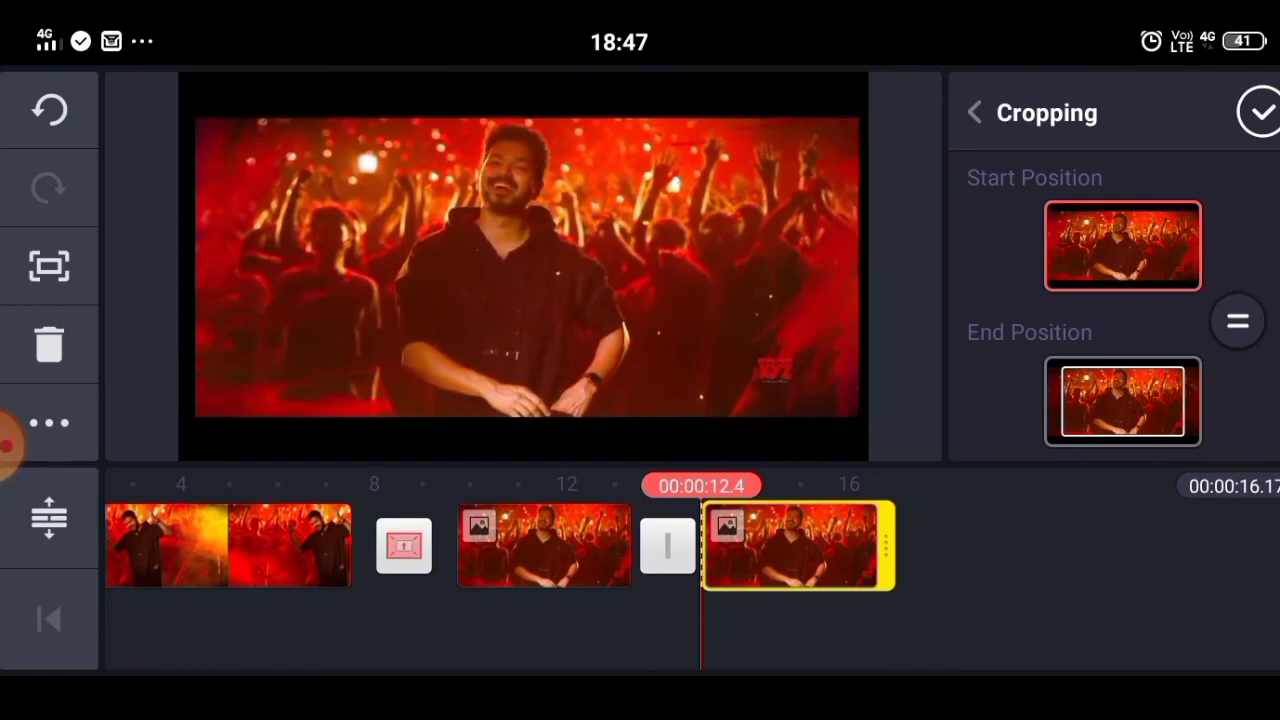 4G
18:47
Vo))
LTE
4G
41
Cropping
Start Position
End Position
4
8
12
00:00:12.4
16
00:00:16.17